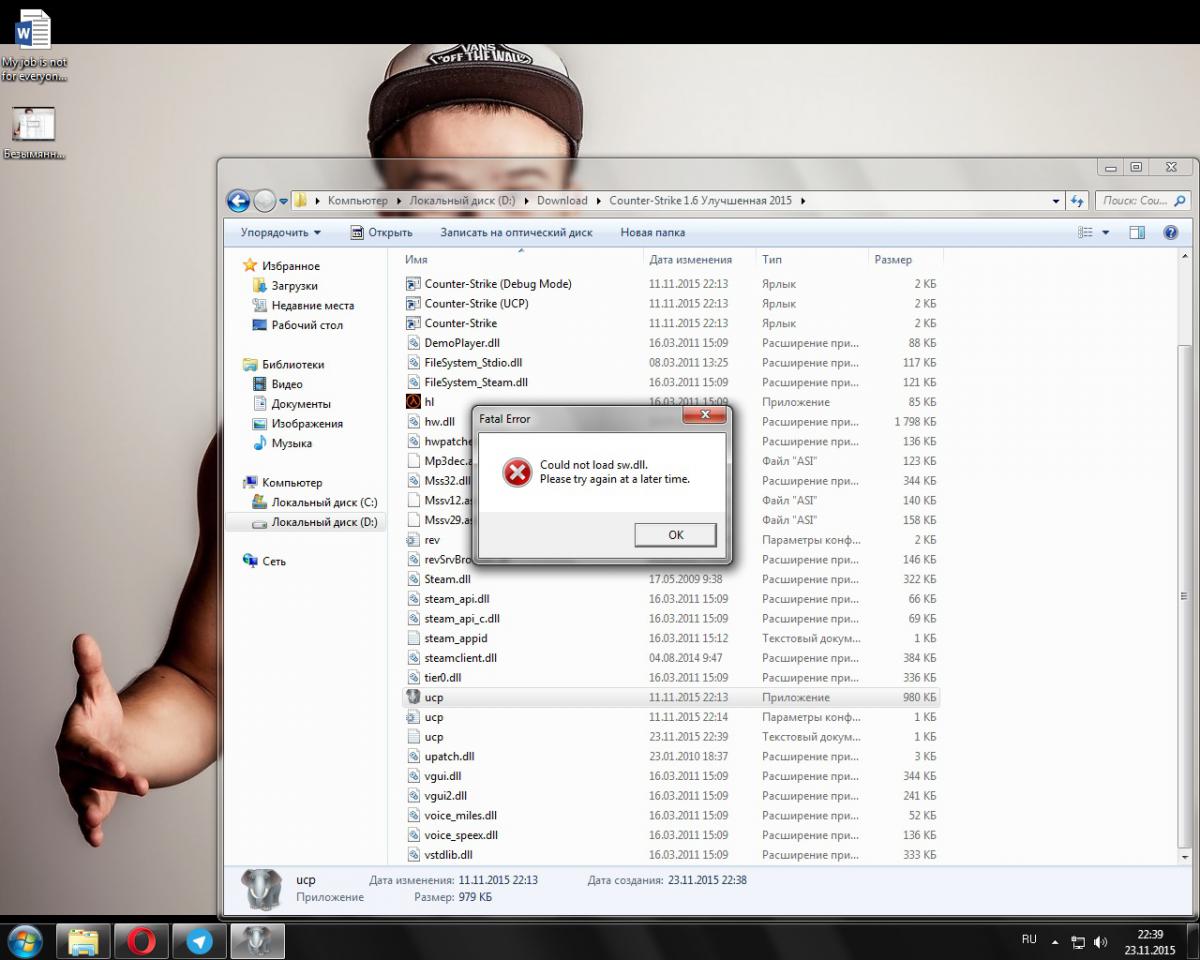 VANS
"OFF THE WALL"
My job is not
for everyon...
Безымянн...
Компьютер
Локальный диск (D:)
Download
Counter-Strike 1.6 Улучшенная 2015
Поиск: Cou...
Упорядочить
Открыть
Записать на оптический диск
Новая папка
Избранное
Загрузки
Недавние места
Рабочий стол
Библиотеки
Видео
Документы
Изображения
Музыка
Компьютер
Локальный диск (C:)
Локальный диск (D:)
Сеть
Имя Дата изменения Тип Размер
Counter-Strike (Debug Mode) 11.11.2015 22:13 Ярлык 2 КБ
Counter-Strike (UCP) 11.11.2015 22:13 Ярлык 2 КБ
Counter-Strike 11.11.2015 22:13 Ярлык 2 КБ
DemoPlayer.dll 16.03.2011 15:09 Расширение при... 88 КБ
FileSystem_Stdio.dll 08.03.2011 13:25 Расширение при... 117 КБ
FileSystem_Steam.dll 16.03.2011 15:09 Расширение при... 121 КБ
hl 16.03.2011 15:09 Приложение 85 КБ
hw.dll Расширение при... 1 798 КБ
hwpatche Расширение при... 136 КБ
Mp3dec.a Файл "ASI" 123 КБ
Mss32.dll Расширение при... 344 КБ
Mssv12.as Файл "ASI" 140 КБ
Mssv29.as Файл "ASI" 158 КБ
rev Параметры конф... 2 КБ
revSrvBro Расширение при... 146 КБ
Steam.dll 17.05.2009 9:38 Расширение при... 322 КБ
steam_api.dll 16.03.2011 15:09 Расширение при... 66 КБ
steam_api_c.dll 16.03.2011 15:09 Расширение при... 69 КБ
steam_appid 16.03.2011 15:12 Текстовый докум... 1 КБ
steamclient.dll 04.08.2014 9:47 Расширение при... 384 КБ
tier0.dll 16.03.2011 15:09 Расширение при... 336 КБ
ucp 11.11.2015 22:13 Приложение 980 КБ
ucp 11.11.2015 22:14 Параметры конф... 1 КБ
ucp 23.11.2015 22:39 Текстовый докум... 1 КБ
upatch.dll 23.01.2010 18:37 Расширение при... 3 КБ
vgui.dll 16.03.2011 15:09 Расширение при... 344 КБ
vgui2.dll 16.03.2011 15:09 Расширение при... 241 КБ
voice_miles.dll 16.03.2011 15:09 Расширение при... 52 КБ
voice_speex.dll 16.03.2011 15:09 Расширение при... 136 КБ
vstdlib.dll 16.03.2011 15:09 Расширение при... 333 КБ
Fatal Error
Could not load sw.dll.
Please try again at a later time.
OK
ucp Дата изменения: 11.11.2015 22:13 Дата создания: 23.11.2015 22:38
Приложение Размер: 979 КБ
RU
22:39
23.11.2015